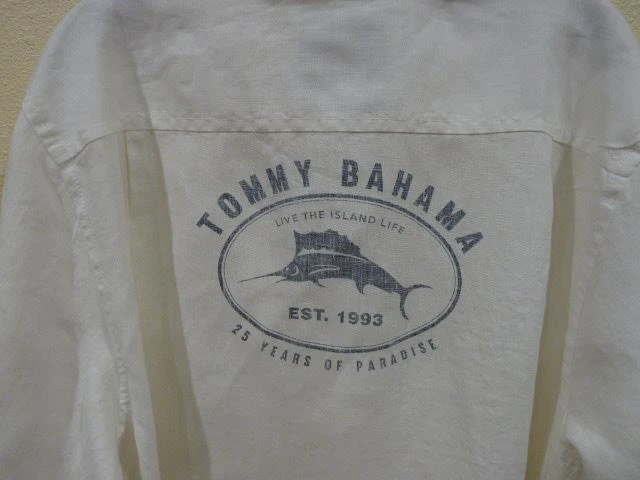 TOMMY BAHAMA
LIVE THE ISLAND LIFE
EST. 1993
25 YEARS OF PARADISE